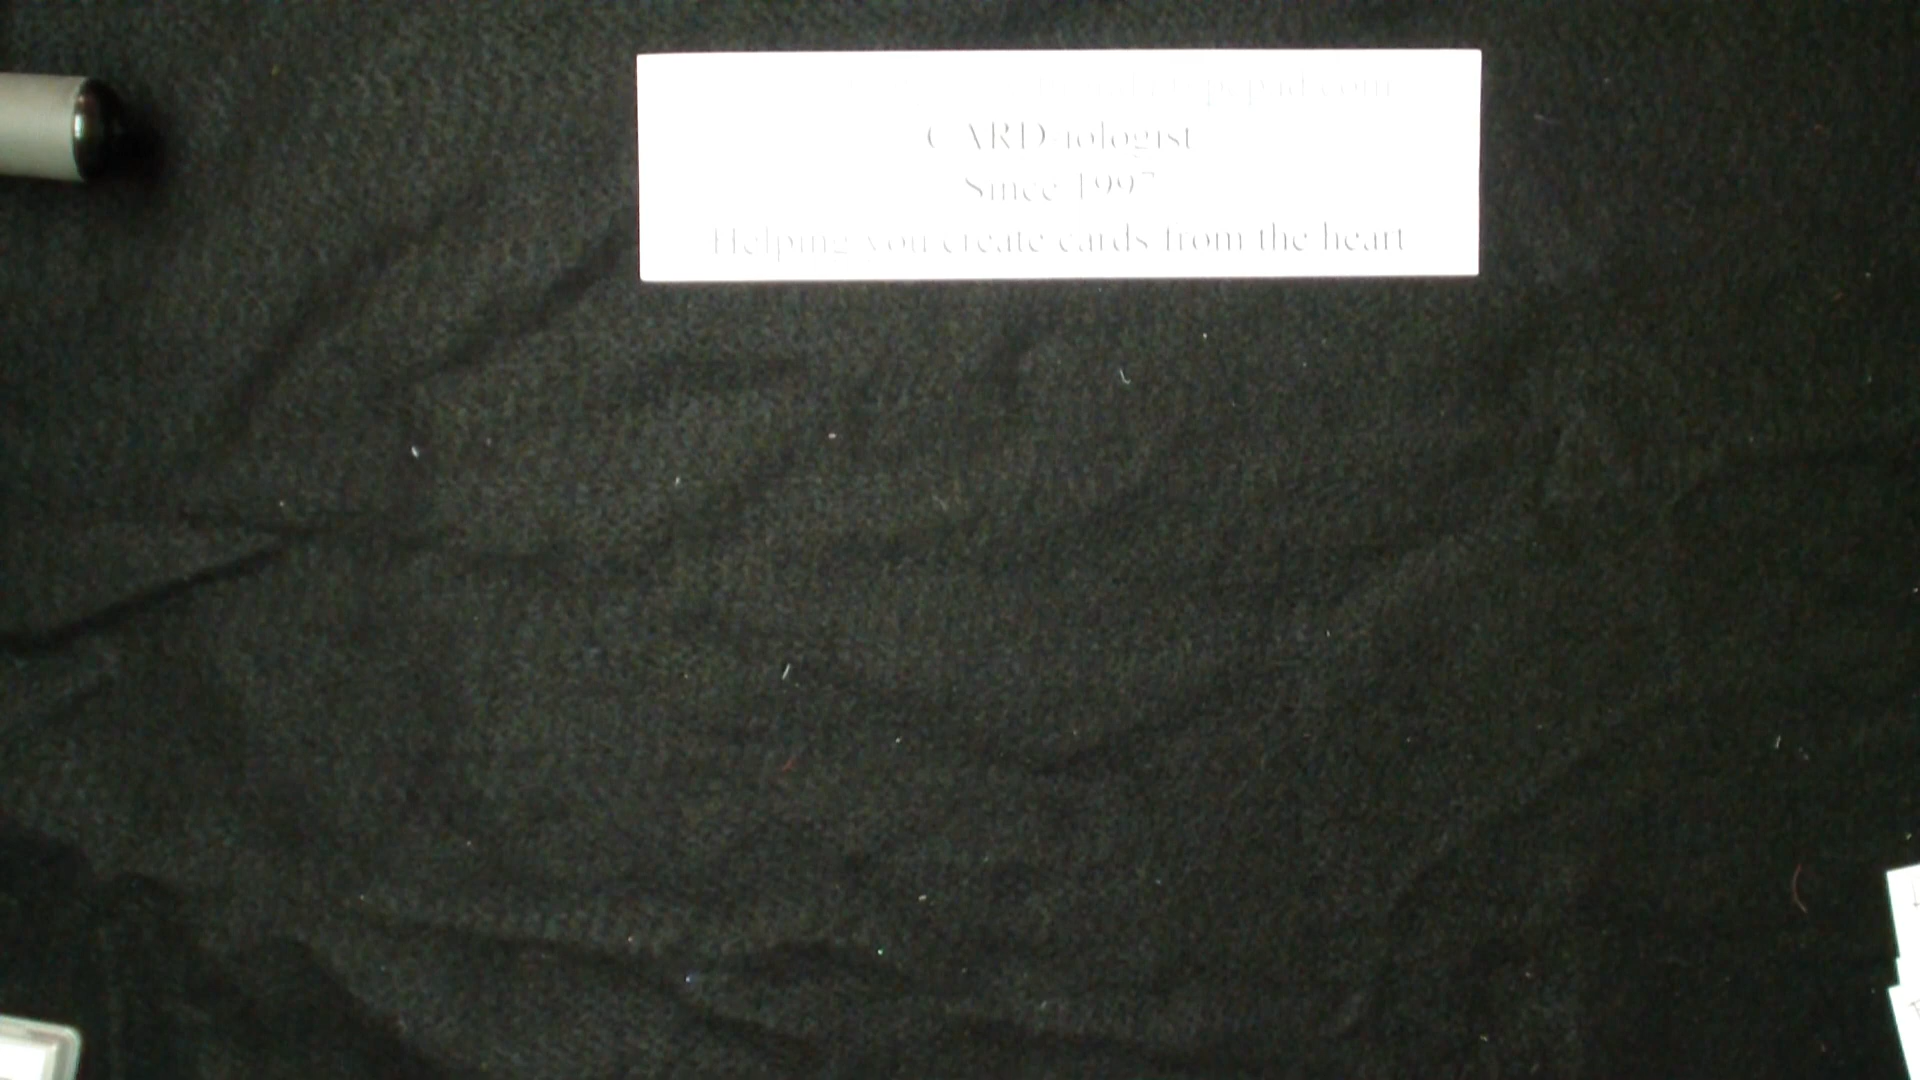 CARD-iologist
Since 1997
Helping you create cards from the heart